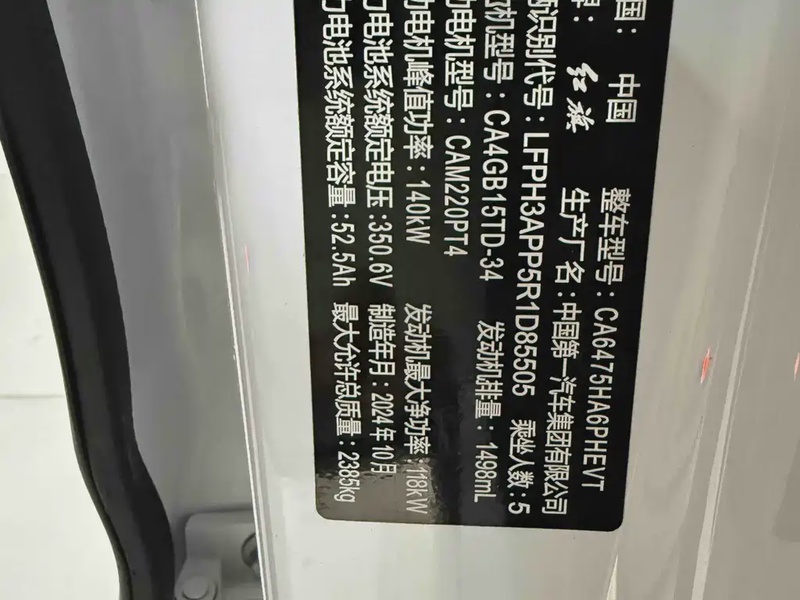 国： 中国 整车型号：CA6475HA6PHEVT
牌： 红旗 生产厂名：中国第一汽车集团有限公司
识别代号：LFPH3APP5R1D85505 乘坐人数：5
机型号：CA4GB15TD-34 发动机排量：1498mL
动电机型号：CAM220PT4 发动机最大净功率：118kW
动电机峰值功率：140kW 制造年月：2024年10月
力电池系统额定电压：350.6V 最大允许总质量：2385kg
力电池系统额定容量：52.5Ah